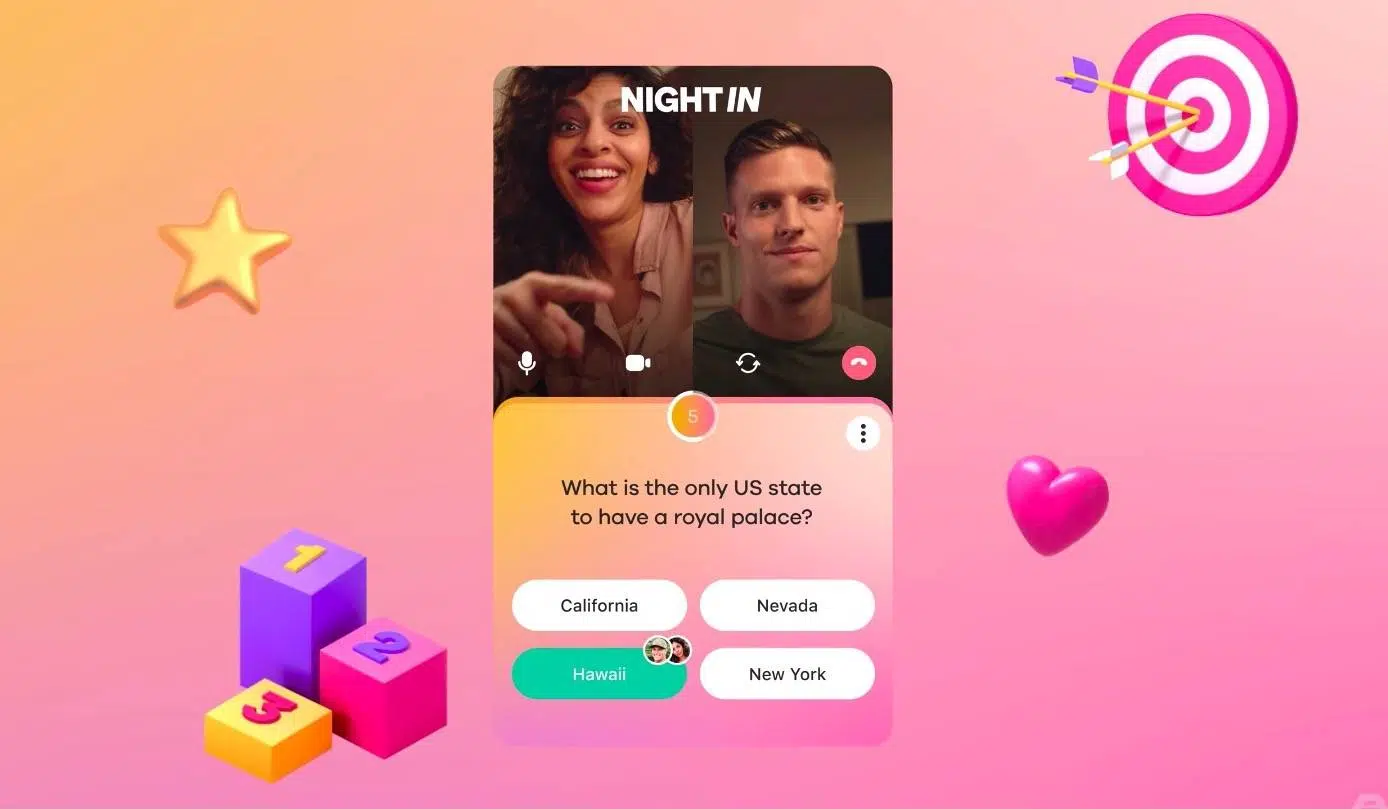 NIGHT IN
5
What is the only US state
to have a royal palace?
California
Nevada
Hawaii
New York
1
2
3